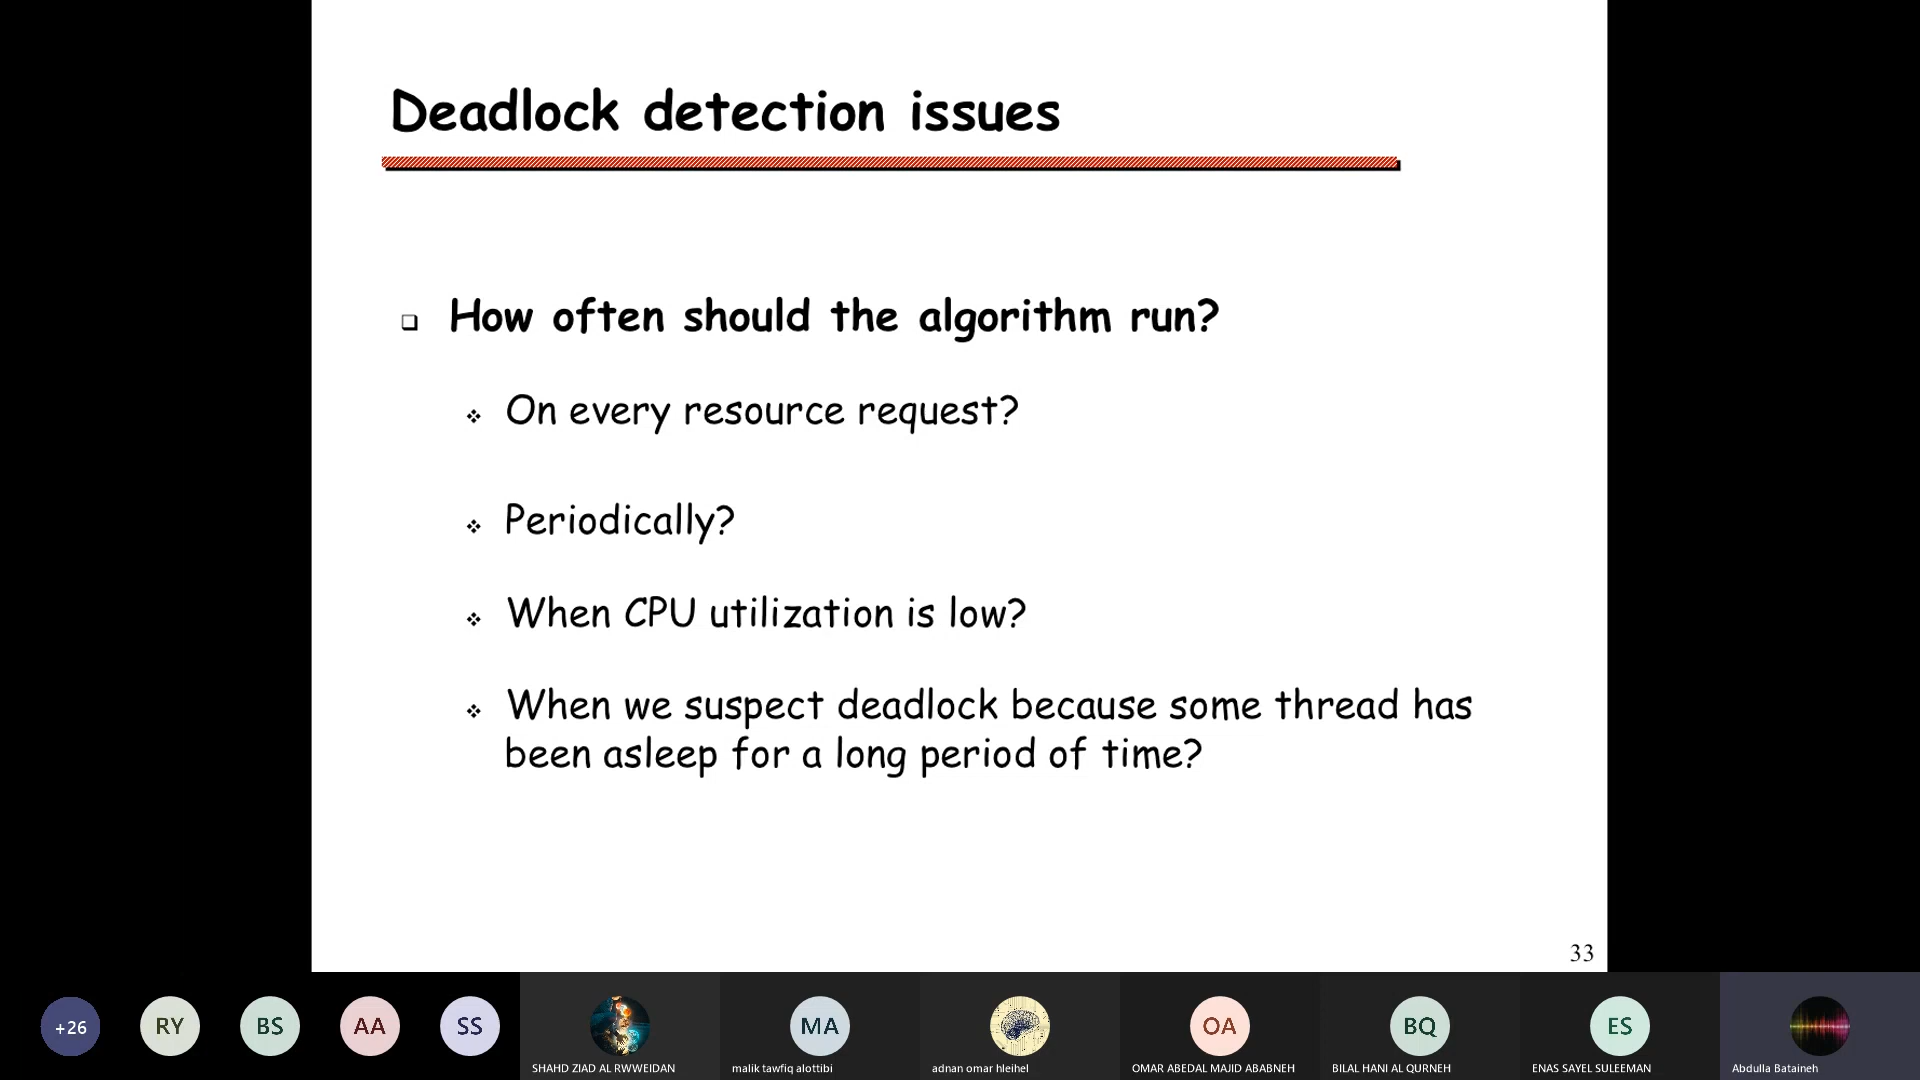 Deadlock detection issues
How often should the algorithm run?
On every resource request?
Periodically?
When CPU utilization is low?
When we suspect deadlock because some thread has
been asleep for a long period of time?
33
+26
RY
BS
AA
SS
MA
OA
BQ
ES
SHAHD ZIAD AL RWWEIDAN
malik tawfiq alottibi
adnan omar hleihel
OMAR ABEDAL MAJID ABABNEH
BILAL HANI AL QURNEH
ENAS SAYEL SULEEMAN
Abdulla Bataineh